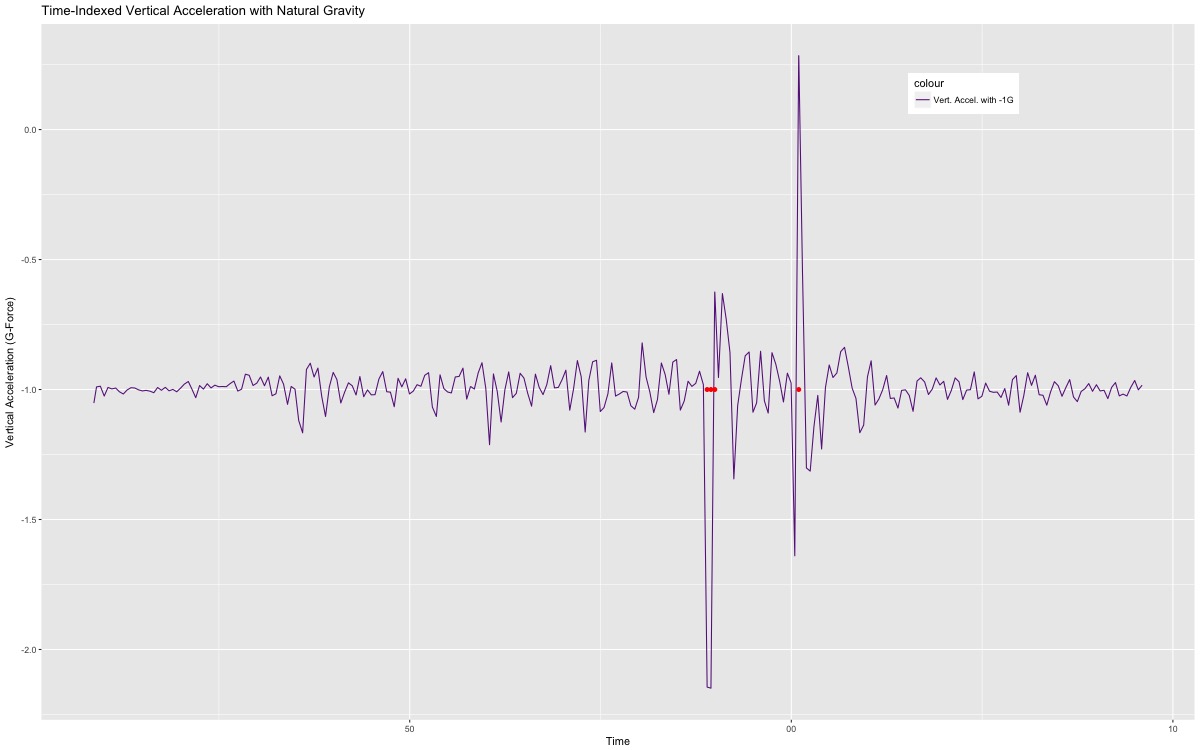 Time-Indexed Vertical Acceleration with Natural Gravity
colour
Vert. Accel. with -1G
0.0
-0.5
-1.0
-1.5
-2.0
Vertical Acceleration (G-Force)
50
00
10
Time